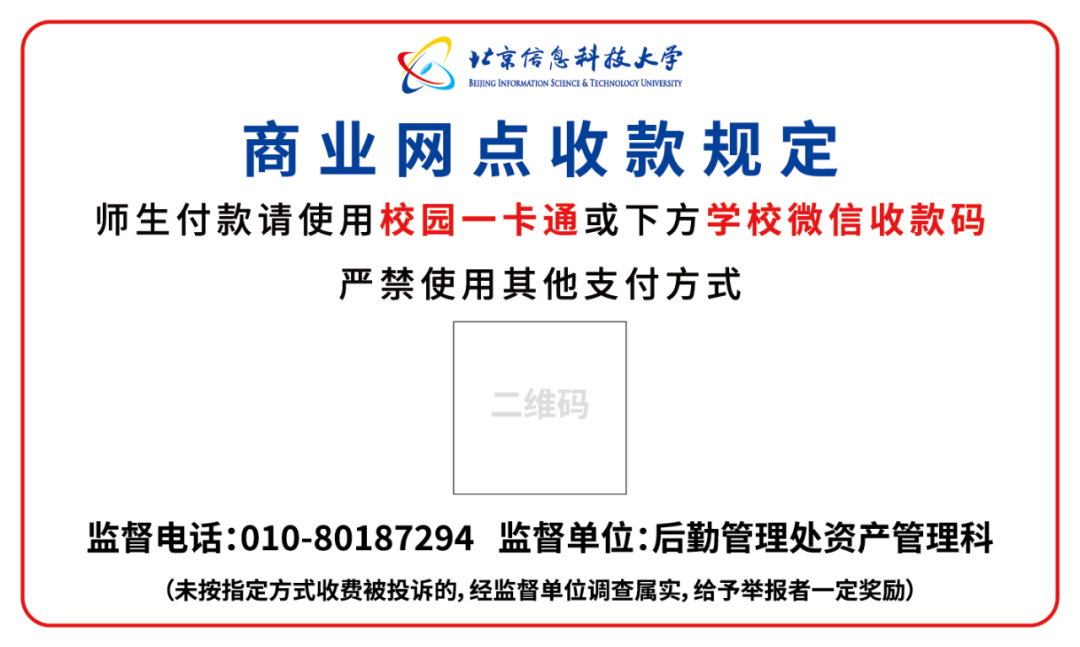 北京信息科技大学
BEIJING INFORMATION SCIENCE & TECHNOLOGY UNIVERSITY
商业网点收款规定
师生付款请使用校园一卡通或下方学校微信收款码
严禁使用其他支付方式
二维码
监督电话：010-80187294 监督单位：后勤管理处资产管理科
（未按指定方式收费被投诉的，经监督单位调查属实，给予举报者一定奖励）